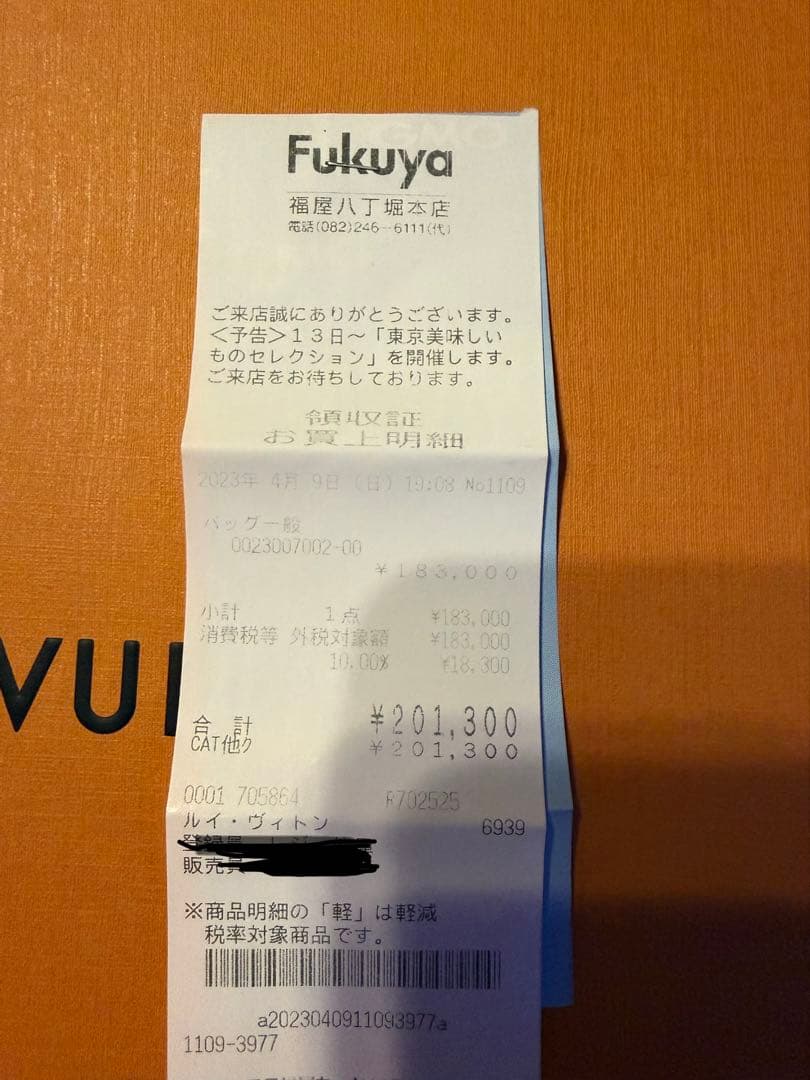 Fukuya
福屋八丁堀本店
電話(082)246-6111(代)
ご来店誠にありがとうございます。
<予告>13日~「東京美味しい
ものセレクション」を開催します。
ご来店をお待ちしております。
領収証
お買上明細
2023年 4月 9日(日) 19:08 No1109
バッグ一般
0023007002-00
¥183,000
小計 1点 ¥183,000
消費税等 外税対象額 ¥183,000
10.00% ¥18,300
合 計 ¥201,300
CAT他ク ¥201,300
0001 705864 R702525
ルイ・ヴィトン 6939
販売員
※商品明細の「軽」は軽減
税率対象商品です。
a2023040911093977a
1109-3977
VUI